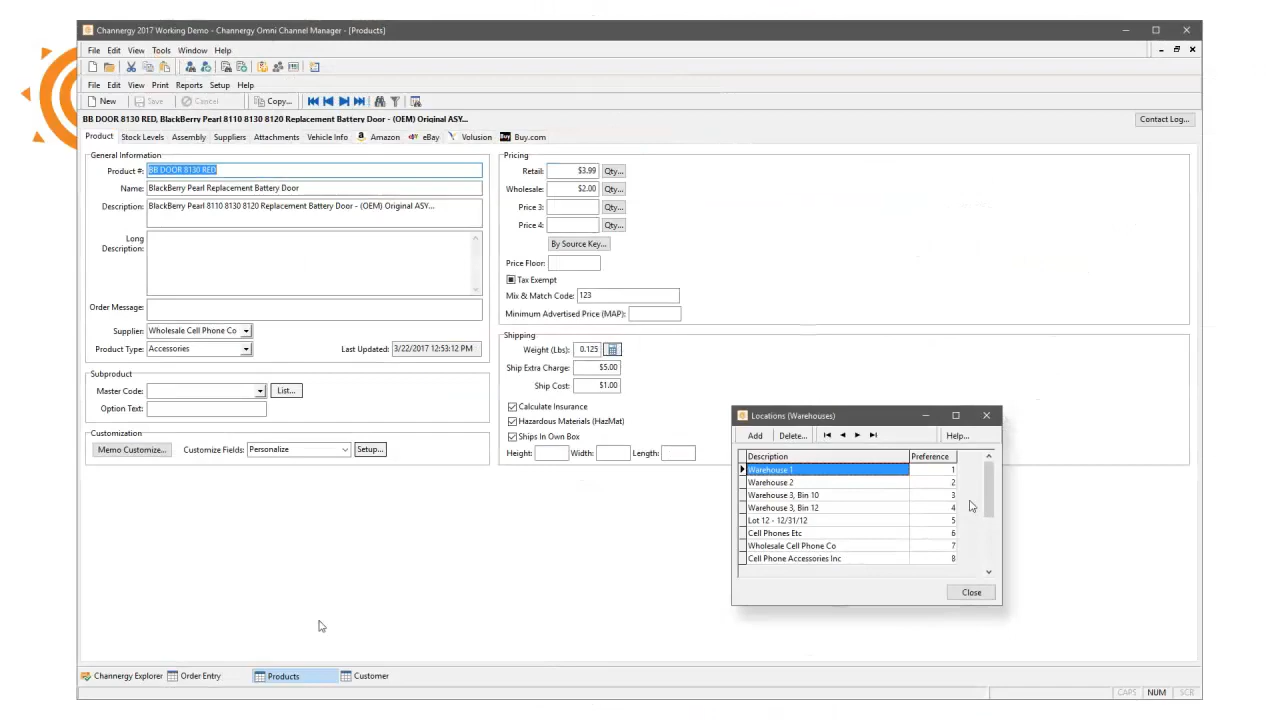 Channergy 2017 Working Demo - Channergy Omni Channel Manager - [Products]
File Edit View Tools Window Help
File Edit View Print Reports Setup Help
New Save Cancel Copy...
BB DOOR 8130 RED, BlackBerry Pearl 8110 8130 8120 Replacement Battery Door - (OEM) Original ASY...
Contact Log...
Product Stock Levels Assembly Suppliers Attachments Vehicle Info Amazon eBay Volusion Buy Buy.com
General Information
Product #: BB DOOR 8130 RED
Name: BlackBerry Pearl Replacement Battery Door
Description: BlackBerry Pearl 8110 8130 8120 Replacement Battery Door - (OEM) Original ASY...
Long
Description:
Order Message:
Supplier: Wholesale Cell Phone Co
Product Type: Accessories Last Updated: 3/22/2017 12:53:12 PM
Subproduct
Master Code: List...
Option Text:
Customization
Memo Customize... Customize Fields: Personalize Setup...
Pricing
Retail: $3.99 Qty...
Wholesale: $2.00 Qty...
Price 3: Qty...
Price 4: Qty...
By Source Key...
Price Floor:
Tax Exempt
Mix & Match Code: 123
Minimum Advertised Price (MAP):
Shipping
Weight (Lbs): 0.125
Ship Extra Charge: $5.00
Ship Cost: $1.00
Calculate Insurance
Hazardous Materials (HazMat)
Ships In Own Box
Height: Width: Length:
Locations (Warehouses)
Add Delete... Help...
Description Preference
Warehouse 1 1
Warehouse 2 2
Warehouse 3, Bin 10 3
Warehouse 3, Bin 12 4
Lot 12 - 12/31/12 5
Cell Phones Etc 6
Wholesale Cell Phone Co 7
Cell Phone Accessories Inc 8
Close
Channergy Explorer Order Entry Products Customer
CAPS NUM SCR